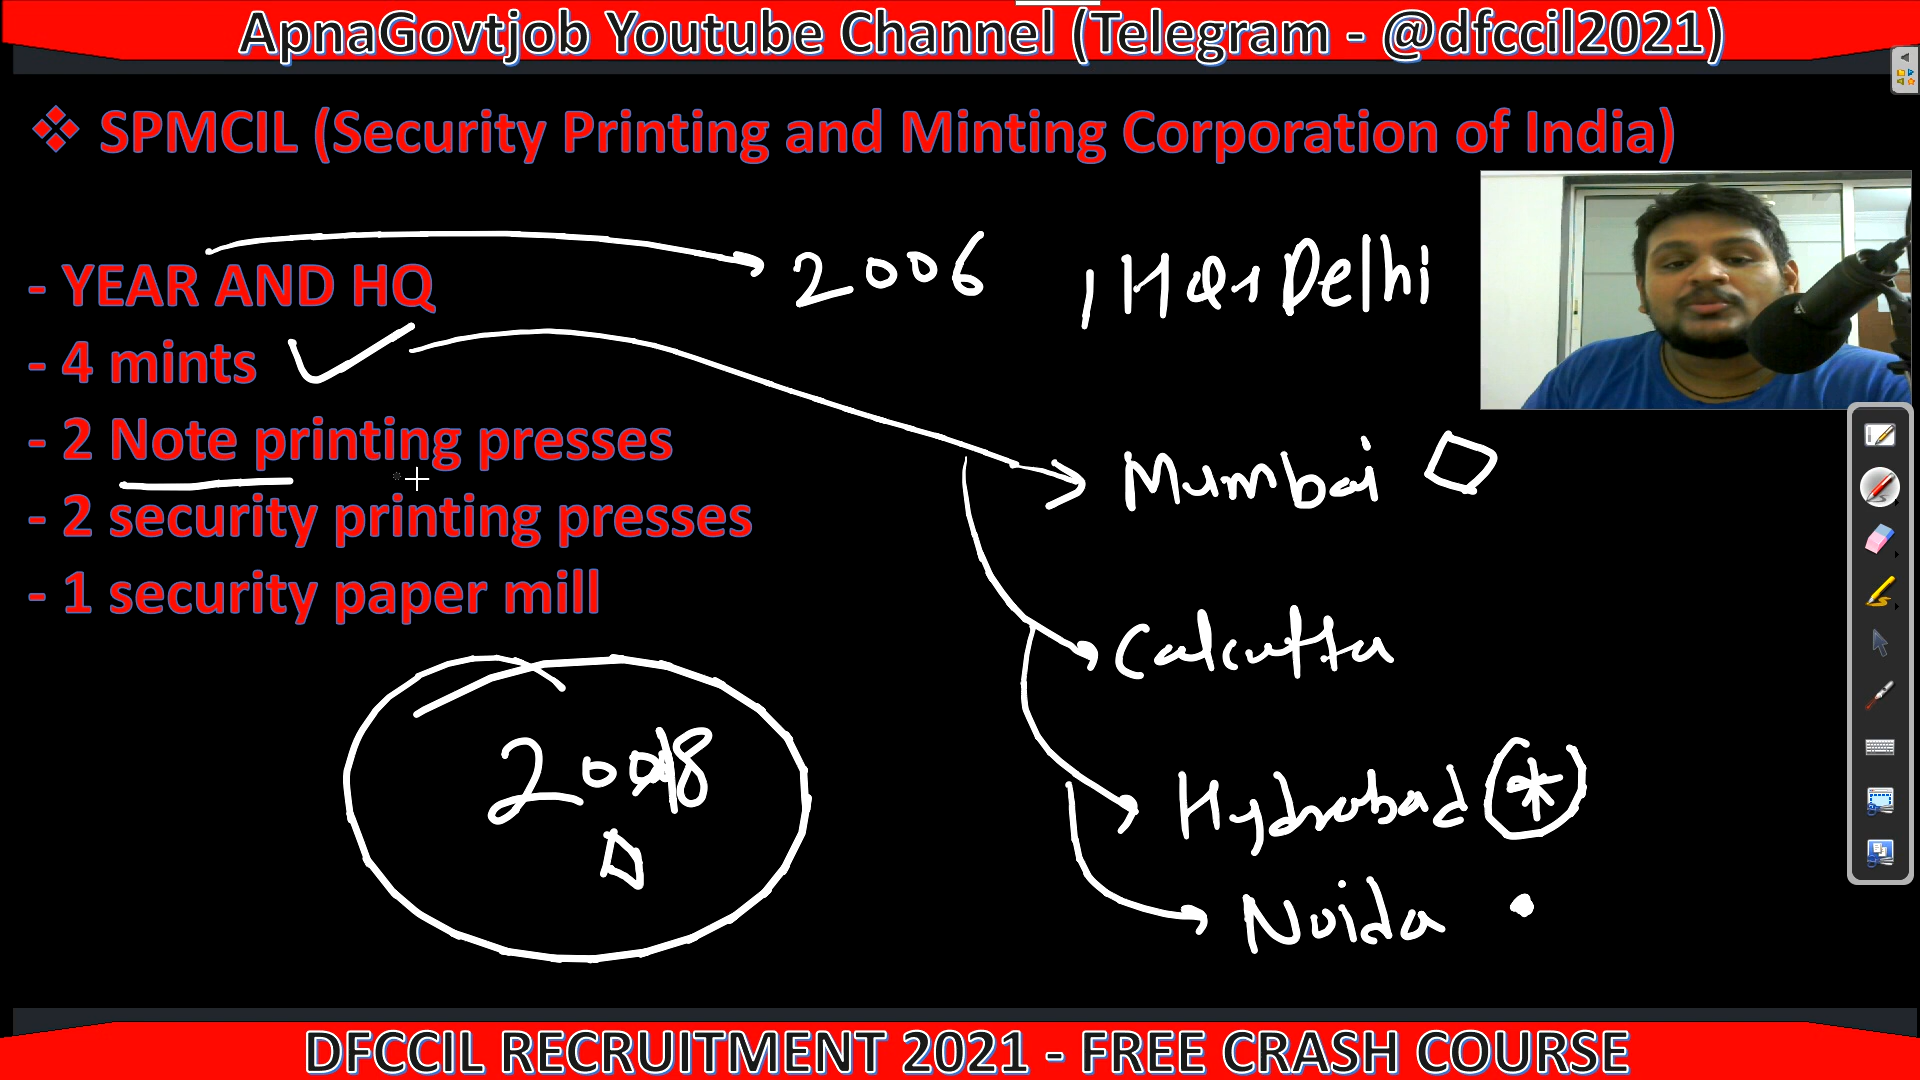 ApnaGovtjob Youtube Channel (Telegram - @dfccil2021)
❖ SPMCIL (Security Printing and Minting Corporation of India)
- YEAR AND HQ
2006 , HQ, Delhi
- 4 mints
- 2 Note printing presses
Mumbai
- 2 security printing presses
- 1 security paper mill
Calcutta
Hydrabad *
Noida
DFCCIL RECRUITMENT 2021 - FREE CRASH COURSE